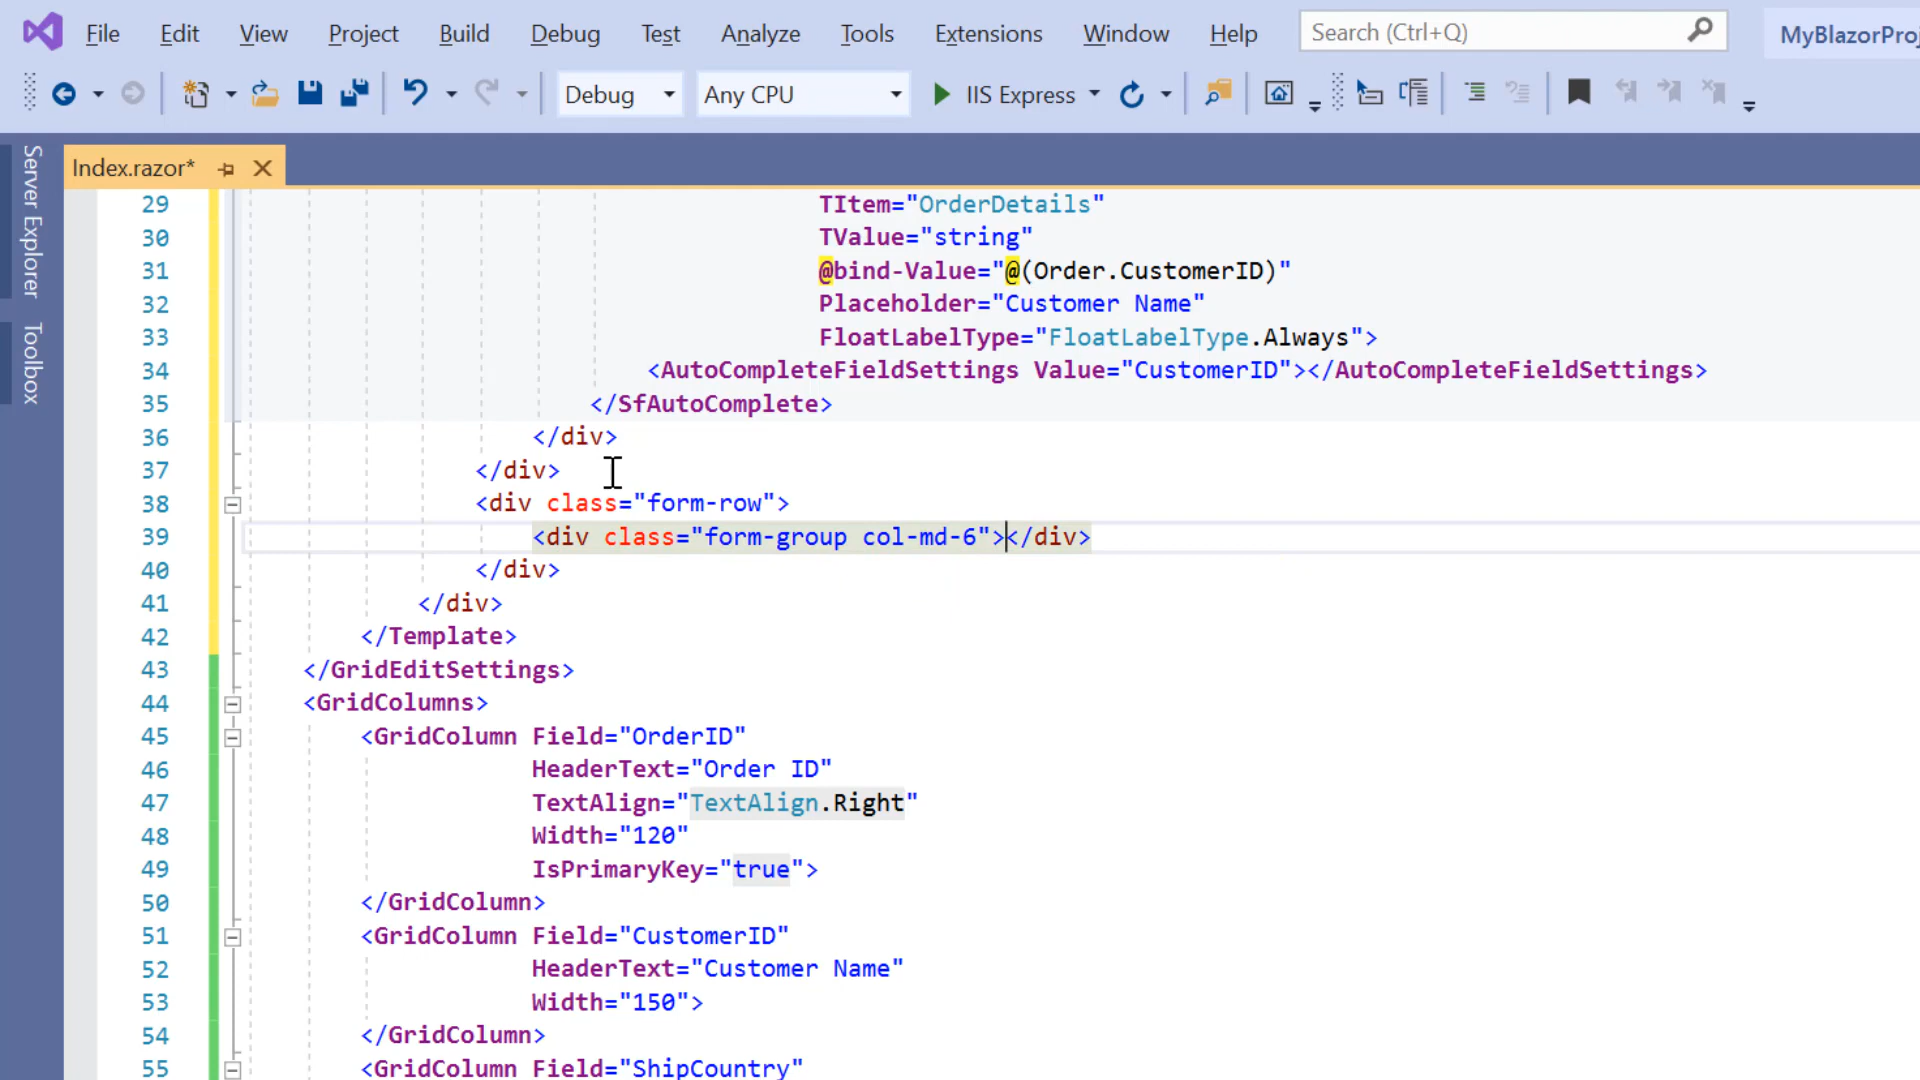 File Edit View Project Build Debug Test Analyze Tools Extensions Window Help Search (Ctrl+Q) MyBlazorProj
Debug Any CPU IIS Express
Server Explorer
Toolbox
Index.razor*
29 TItem="OrderDetails"
30 TValue="string"
31 @bind-Value="@(Order.CustomerID)"
32 Placeholder="Customer Name"
33 FloatLabelType="FloatLabelType.Always">
34 <AutoCompleteFieldSettings Value="CustomerID"></AutoCompleteFieldSettings>
35 </SfAutoComplete>
36 </div>
37 </div>
38 <div class="form-row">
39 <div class="form-group col-md-6"></div>
40 </div>
41 </div>
42 </Template>
43 </GridEditSettings>
44 <GridColumns>
45 <GridColumn Field="OrderID"
46 HeaderText="Order ID"
47 TextAlign="TextAlign.Right"
48 Width="120"
49 IsPrimaryKey="true">
50 </GridColumn>
51 <GridColumn Field="CustomerID"
52 HeaderText="Customer Name"
53 Width="150">
54 </GridColumn>
55 <GridColumn Field="ShipCountry"